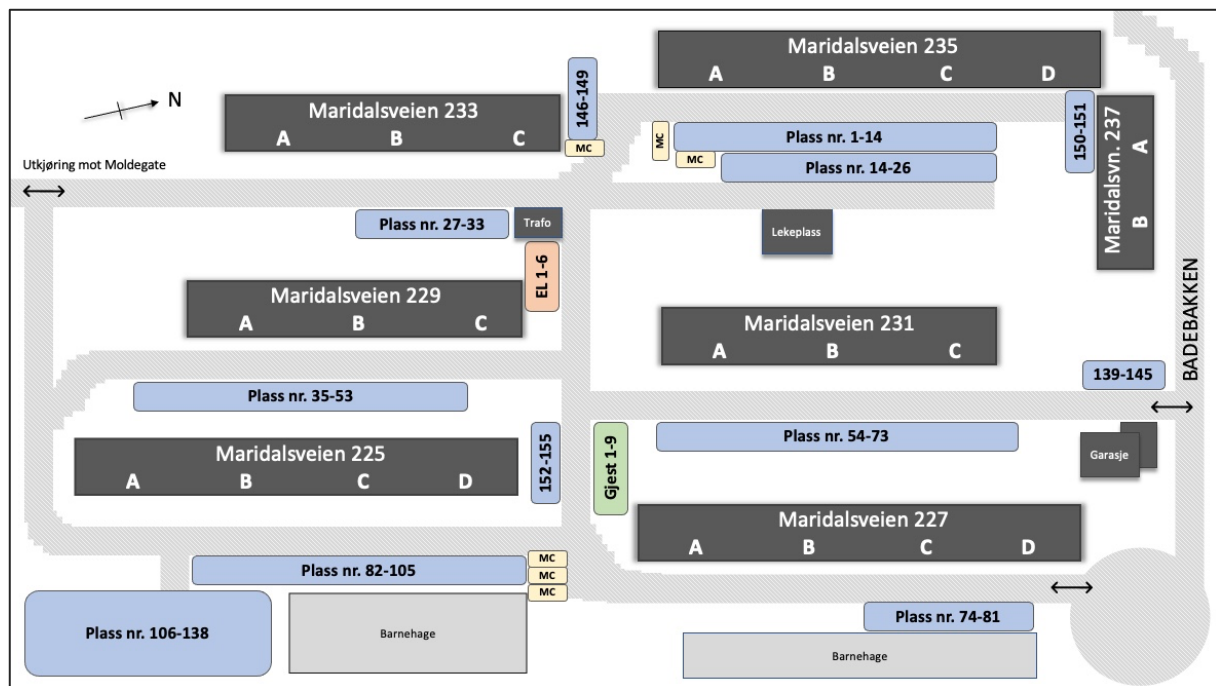 Maridalsveien 235
A B C D
N
Maridalsveien 233
A B C
146-149
MC
MC
Plass nr. 1-14
MC
Plass nr. 14-26
150-151
Maridalsvn. 237
A
B
Utkjøring mot Moldegate
Plass nr. 27-33
Trafo
Lekeplass
EL 1-6
Maridalsveien 229
A B C
Maridalsveien 231
A B C
BADEBAKKEN
139-145
Plass nr. 35-53
Maridalsveien 225
A B C D
152-155
Gjest 1-9
Plass nr. 54-73
Garasje
Maridalsveien 227
A B C D
Plass nr. 82-105
MC
MC
MC
Plass nr. 106-138
Barnehage
Plass nr. 74-81
Barnehage